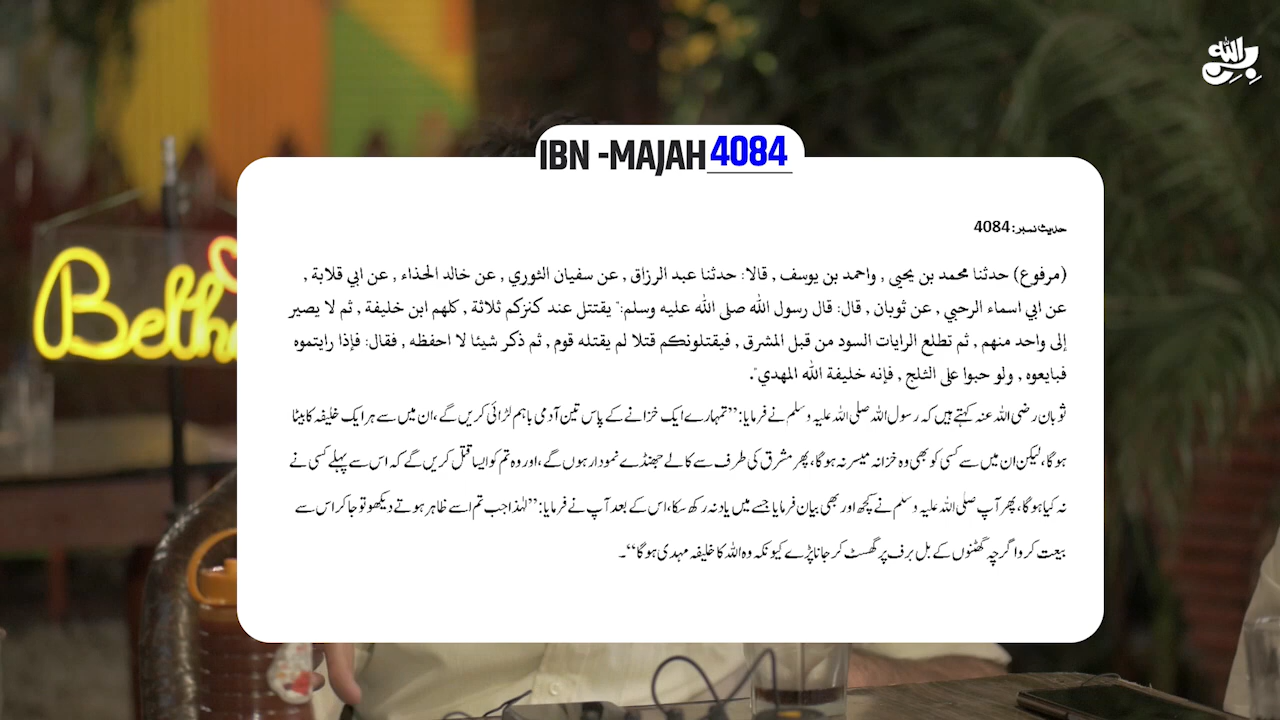 بسم الله
IBN -MAJAH 4084
حدیث نمبر: 4084
(مرفوع) حدثنا محمد بن يحيى , واحمد بن يوسف , قالا: حدثنا عبد الرزاق , عن سفيان الثوري , عن خالد الحذاء , عن ابي قلابة ,
عن ابي اسماء الرحبي , عن ثوبان , قال: قال رسول الله صلى الله عليه وسلم:" يقتتل عند كنزكم ثلاثة , كلهم ابن خليفة , ثم لا يصير
إلى واحد منهم , ثم تطلع الرايات السود من قبل المشرق , فيقتلونكم قتلا لم يقتله قوم , ثم ذكر شيئا لا احفظه , فقال: فإذا رايتموه
فبايعوه , ولو حبوا على الثلج , فإنه خليفة الله المهدي".
ثوبان رضی اللہ عنہ کہتے ہیں کہ رسول اللہ صلی اللہ علیہ وسلم نے فرمایا: ”تمہارے ایک خزانے کے پاس تین آدمی باہم لڑائی کریں گے، ان میں سے ہر ایک خلیفہ کا بیٹا
ہو گا، لیکن ان میں سے کسی کو بھی وہ خزانہ میسر نہ ہو گا، پھر مشرق کی طرف سے کالے جھنڈے نمودار ہوں گے، اور وہ تم کو ایسا قتل کریں گے کہ اس سے پہلے کسی نے
نہ کیا ہو گا، پھر آپ صلی اللہ علیہ وسلم نے کچھ اور بھی بیان فرمایا جسے میں یاد نہ رکھ سکا، اس کے بعد آپ نے فرمایا: ”لہٰذا جب تم اسے ظاہر ہوتے دیکھو تو جا کر اس سے
بیعت کرو اگرچہ گھٹنوں کے بل برف پر گھسٹ کر جانا پڑے کیونکہ وہ اللہ کا خلیفہ مہدی ہو گا“۔